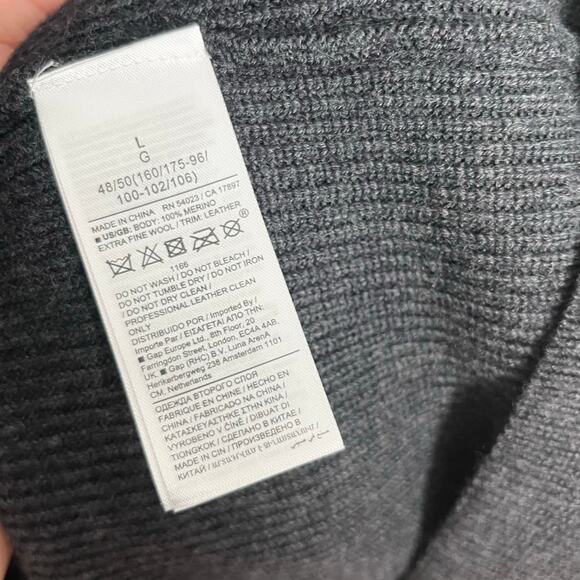 L
G
48/50(160/175-96/
100-102/106)
MADE IN CHINA RN 54023 / CA 17897
■ US/GB: BODY: 100% MERINO
EXTRA FINE WOOL / TRIM: LEATHER
1166
DO NOT WASH / DO NOT BLEACH /
DO NOT TUMBLE DRY / DO NOT IRON
/ DO NOT DRY CLEAN /
PROFESSIONAL LEATHER CLEAN
ONLY
DISTRIBUIDO POR / Imported By /
Importe Par / ΕΙΣΑΓΕΤΑΙ ΑΠΟ ΤΗΝ:
■ Gap Europe Ltd., 8th Floor, 20
Farringdon Street, London, EC4A 4AB,
UK. ■ Gap (RHC) B.V. Luna ArenA
Herikerbergweg 238 Amsterdam 1101
CM, Netherlands
ОДЕЖДА ВТОРОГО СЛОЯ
FABRIQUE EN CHINE / HECHO EN
CHINA / FABRICADO NA CHINA /
ΚΑΤΑΣΚΕΥΑΣΤΗΚΕ ΣΤΗΝ ΚΙΝΑ /
VYROBENO V ČÍNĚ / DIBUAT DI
TIONGKOK / СДЕЛАНО В КИТАЕ /
MADE IN CIN / ПРОИЗВЕДЕНО В
КИТАЙ /